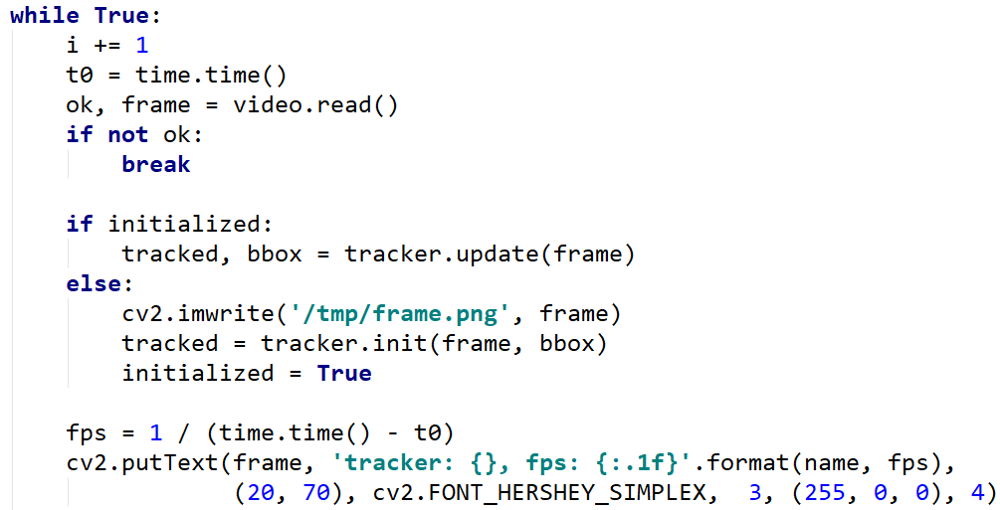 while True:
    i += 1
    t0 = time.time()
    ok, frame = video.read()
    if not ok:
        break

    if initialized:
        tracked, bbox = tracker.update(frame)
    else:
        cv2.imwrite('/tmp/frame.png', frame)
        tracked = tracker.init(frame, bbox)
        initialized = True

    fps = 1 / (time.time() - t0)
    cv2.putText(frame, 'tracker: {}, fps: {:.1f}'.format(name, fps),
                (20, 70), cv2.FONT_HERSHEY_SIMPLEX,  3, (255, 0, 0), 4)